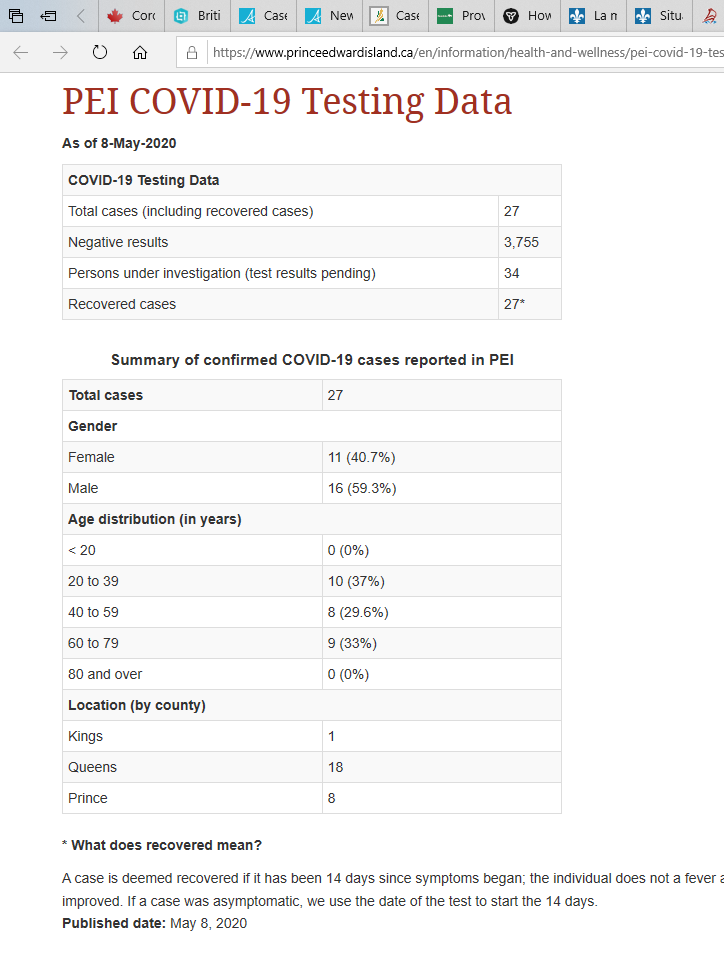 Corc
Briti
Case
New
Case
Prov
How
La n
Situ
https://www.princeedwardisland.ca/en/information/health-and-wellness/pei-covid-19-tes
PEI COVID-19 Testing Data
As of 8-May-2020
COVID-19 Testing Data
Total cases (including recovered cases) 27
Negative results 3,755
Persons under investigation (test results pending) 34
Recovered cases 27*
Summary of confirmed COVID-19 cases reported in PEI
Total cases 27
Gender
Female 11 (40.7%)
Male 16 (59.3%)
Age distribution (in years)
< 20 0 (0%)
20 to 39 10 (37%)
40 to 59 8 (29.6%)
60 to 79 9 (33%)
80 and over 0 (0%)
Location (by county)
Kings 1
Queens 18
Prince 8
* What does recovered mean?
A case is deemed recovered if it has been 14 days since symptoms began; the individual does not a fever a
improved. If a case was asymptomatic, we use the date of the test to start the 14 days.
Published date: May 8, 2020